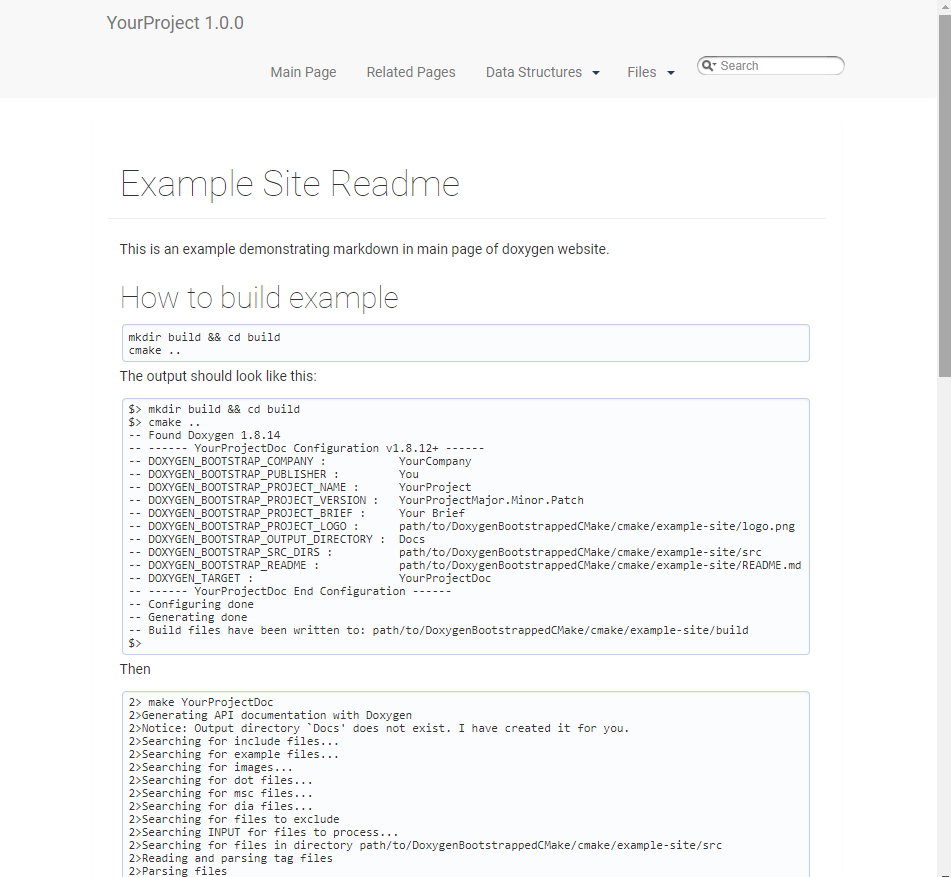 YourProject 1.0.0
Main Page Related Pages Data Structures Files Search
Example Site Readme
This is an example demonstrating markdown in main page of doxygen website.
How to build example
mkdir build && cd build
cmake ..
The output should look like this:
$> mkdir build && cd build
$> cmake ..
-- Found Doxygen 1.8.14
-- ------ YourProjectDoc Configuration v1.8.12+ ------
-- DOXYGEN_BOOTSTRAP_COMPANY : YourCompany
-- DOXYGEN_BOOTSTRAP_PUBLISHER : You
-- DOXYGEN_BOOTSTRAP_PROJECT_NAME : YourProject
-- DOXYGEN_BOOTSTRAP_PROJECT_VERSION : YourProjectMajor.Minor.Patch
-- DOXYGEN_BOOTSTRAP_PROJECT_BRIEF : Your Brief
-- DOXYGEN_BOOTSTRAP_PROJECT_LOGO : path/to/DoxygenBootstrappedCMake/cmake/example-site/logo.png
-- DOXYGEN_BOOTSTRAP_OUTPUT_DIRECTORY : Docs
-- DOXYGEN_BOOTSTRAP_SRC_DIRS : path/to/DoxygenBootstrappedCMake/cmake/example-site/src
-- DOXYGEN_BOOTSTRAP_README : path/to/DoxygenBootstrappedCMake/cmake/example-site/README.md
-- DOXYGEN_TARGET : YourProjectDoc
-- ------ YourProjectDoc End Configuration ------
-- Configuring done
-- Generating done
-- Build files have been written to: path/to/DoxygenBootstrappedCMake/cmake/example-site/build
$>
Then
2> make YourProjectDoc
2>Generating API documentation with Doxygen
2>Notice: Output directory `Docs' does not exist. I have created it for you.
2>Searching for include files...
2>Searching for example files...
2>Searching for images...
2>Searching for dot files...
2>Searching for msc files...
2>Searching for dia files...
2>Searching for files to exclude
2>Searching INPUT for files to process...
2>Searching for files in directory path/to/DoxygenBootstrappedCMake/cmake/example-site/src
2>Reading and parsing tag files
2>Parsing files